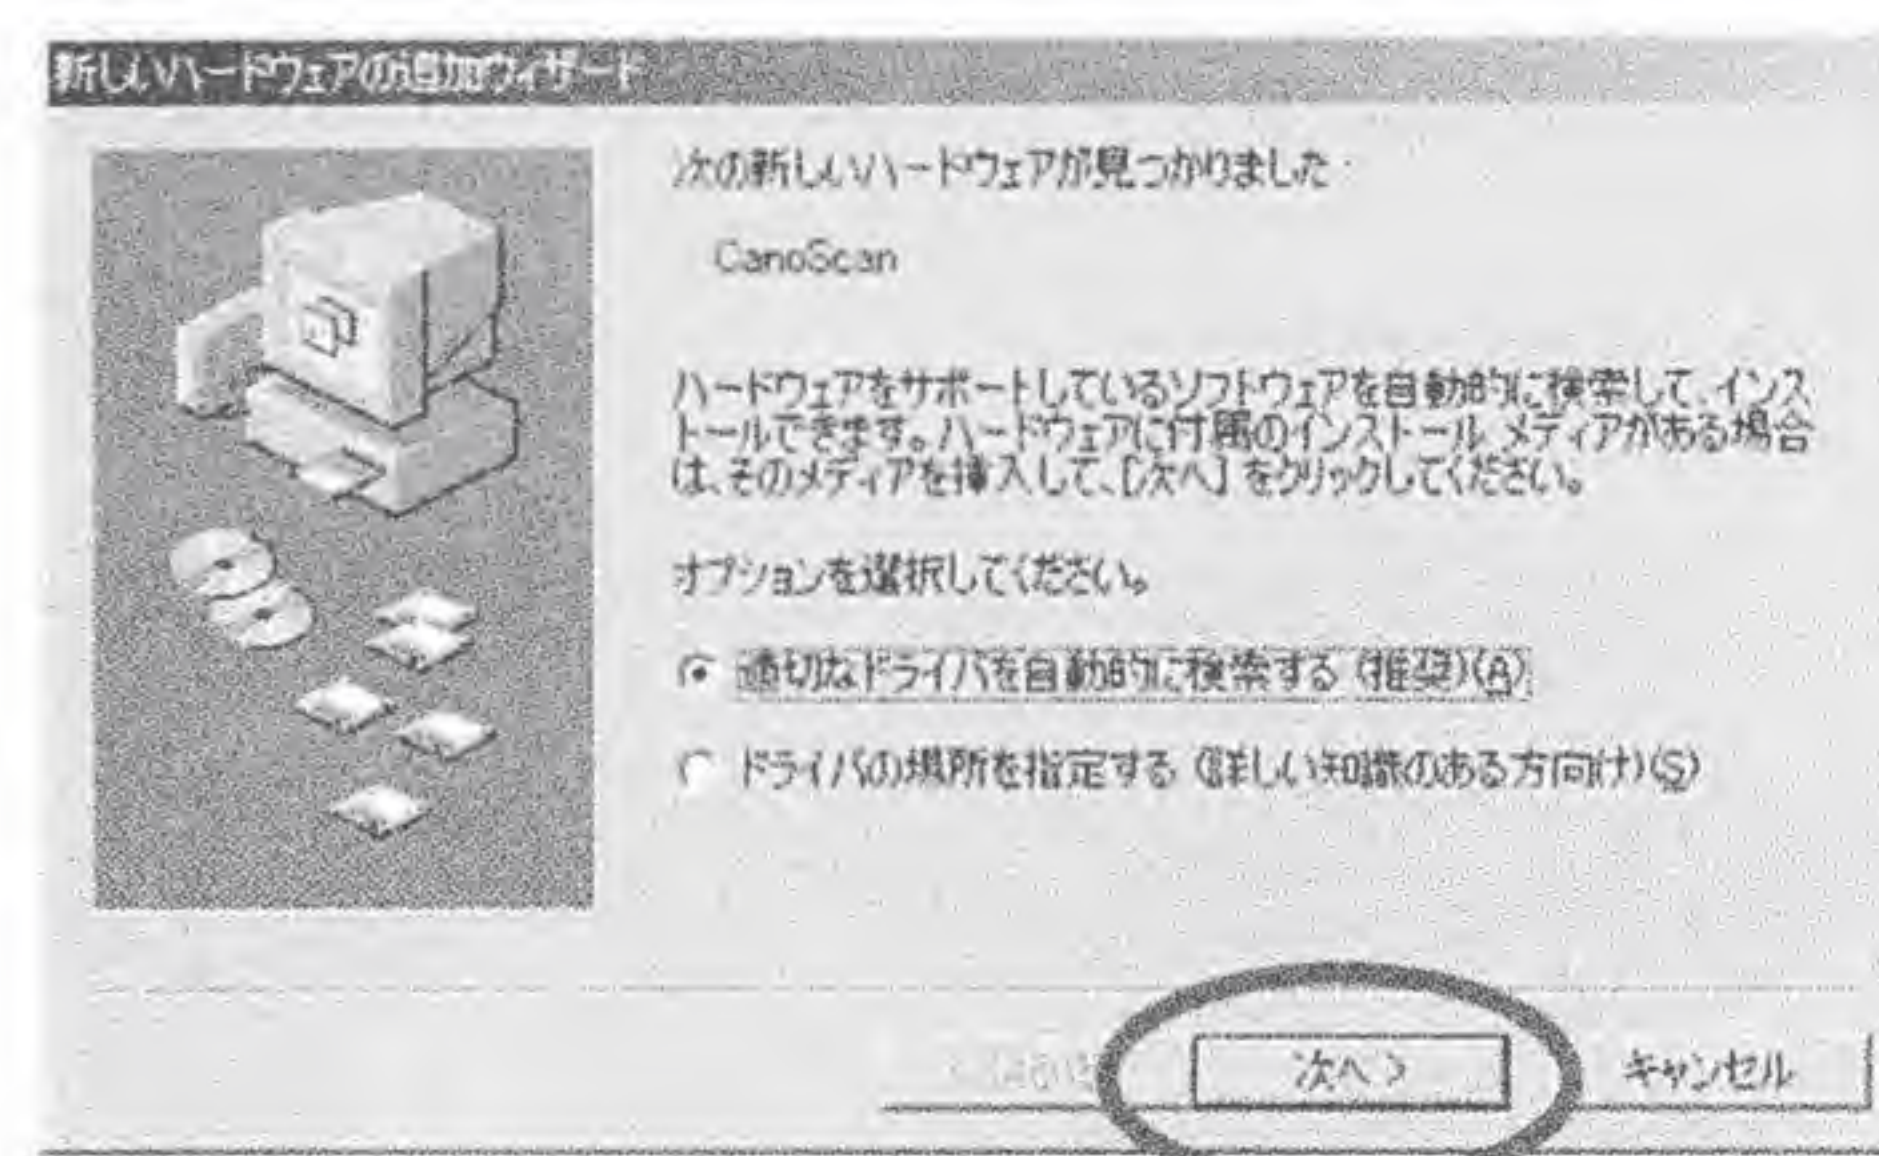 新しいハードウェアの追加ウィザード
次の新しいハードウェアが見つかりました :
CanoScan
ハードウェアをサポートしているソフトウェアを自動的に検索して、インス
トールできます。ハードウェアに付属のインストール メディアがある場合
は、そのメディアを挿入して、[次へ] をクリックしてください。
オプションを選択してください。
適切なドライバを自動的に検索する (推奨)(A)
ドライバの場所を指定する (詳しい知識のある方向け)(S)
次へ > キャンセル